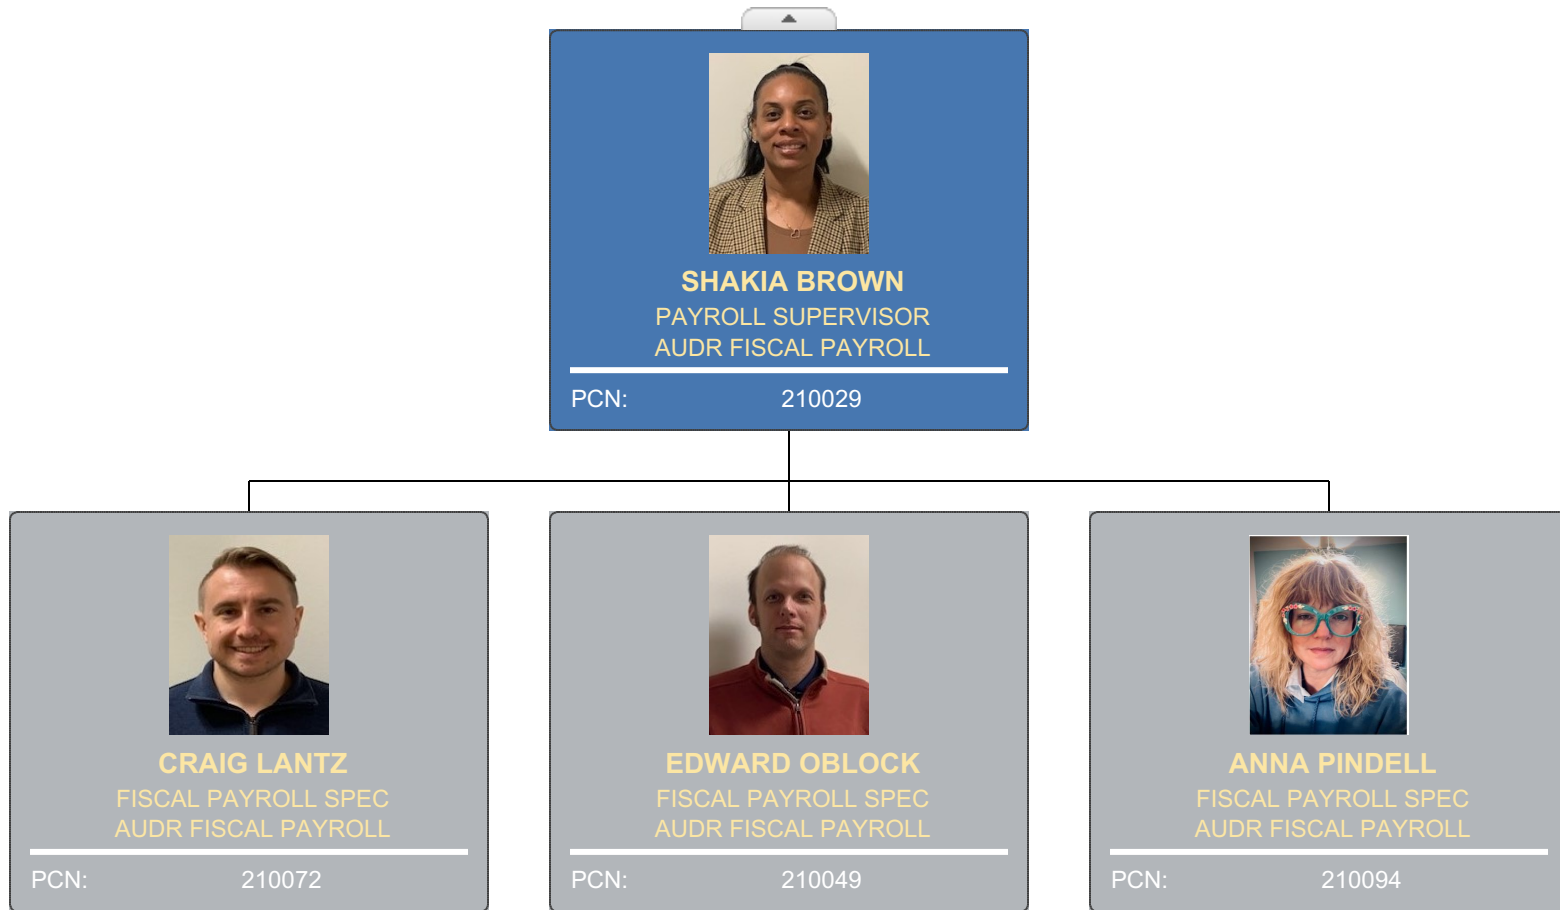 SHAKIA BROWN
PAYROLL SUPERVISOR
AUDR FISCAL PAYROLL
PCN: 210029
CRAIG LANTZ
FISCAL PAYROLL SPEC
AUDR FISCAL PAYROLL
PCN: 210072
EDWARD OBLOCK
FISCAL PAYROLL SPEC
AUDR FISCAL PAYROLL
PCN: 210049
ANNA PINDELL
FISCAL PAYROLL SPEC
AUDR FISCAL PAYROLL
PCN: 210094